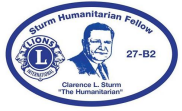 Sturm Humanitarian Fellow
LIONS
L
INTERNATIONAL
27-B2
Clarence L. Sturm
"The Humanitarian"